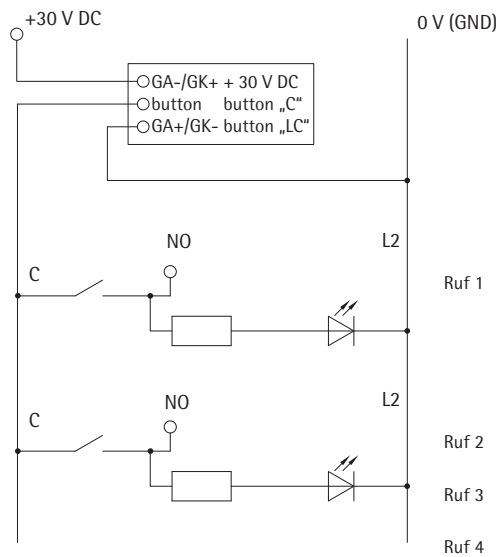 +30 V DC
0 V (GND)
GA-/GK+ + 30 V DC
button button „C“
GA+/GK- button „LC“
NO
L2
C
Ruf 1
NO
L2
C
Ruf 2
Ruf 3
Ruf 4